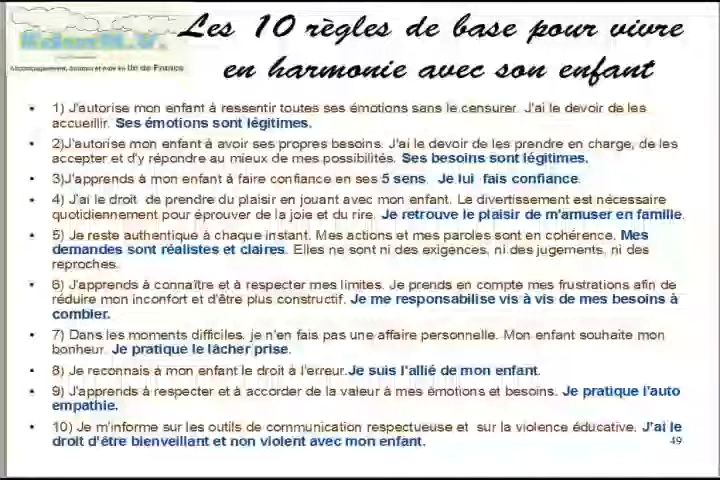 Les 10 règles de base pour vivre
en harmonie avec son enfant
Accompagnement, soutien et aide en Ile de France
• 1) J'autorise mon enfant à ressentir toutes ses émotions sans le censurer. J'ai le devoir de les
accueillir. Ses émotions sont légitimes.
• 2)J'autorise mon enfant à avoir ses propres besoins. J'ai le devoir de les prendre en charge, de les
accepter et d'y répondre au mieux de mes possibilités. Ses besoins sont légitimes.
• 3)J'apprends à mon enfant à faire confiance en ses 5 sens. Je lui fais confiance.
• 4) J'ai le droit de prendre du plaisir en jouant avec mon enfant. Le divertissement est nécessaire
quotidiennement pour éprouver de la joie et du rire. Je retrouve le plaisir de m'amuser en famille.
• 5) Je reste authentique à chaque instant. Mes actions et mes paroles sont en cohérence. Mes
demandes sont réalistes et claires. Elles ne sont ni des exigences, ni des jugements, ni des
reproches.
• 6) J'apprends à connaître et à respecter mes limites. Je prends en compte mes frustrations afin de
réduire mon inconfort et d'être plus constructif. Je me responsabilise vis à vis de mes besoins à
combler.
• 7) Dans les moments difficiles, je n'en fais pas une affaire personnelle. Mon enfant souhaite mon
bonheur. Je pratique le lâcher prise.
• 8) Je reconnais à mon enfant le droit à l'erreur.Je suis l'allié de mon enfant.
• 9) J'apprends à respecter et à accorder de la valeur à mes émotions et besoins. Je pratique l'auto
empathie.
• 10) Je m'informe sur les outils de communication respectueuse et sur la violence éducative. J'ai le
droit d'être bienveillant et non violent avec mon enfant.
49